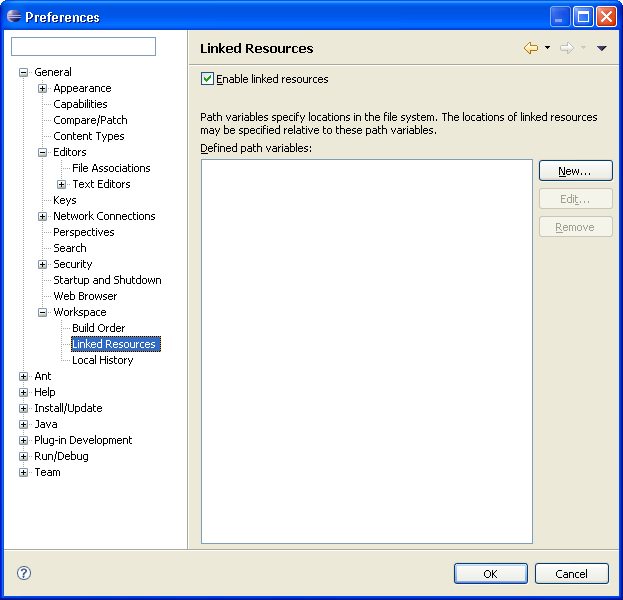 Preferences
General
Appearance
Capabilities
Compare/Patch
Content Types
Editors
File Associations
Text Editors
Keys
Network Connections
Perspectives
Search
Security
Startup and Shutdown
Web Browser
Workspace
Build Order
Linked Resources
Local History
Ant
Help
Install/Update
Java
Plug-in Development
Run/Debug
Team
Linked Resources
Enable linked resources
Path variables specify locations in the file system. The locations of linked resources
may be specified relative to these path variables.
Defined path variables:
New...
Edit...
Remove
?
OK
Cancel